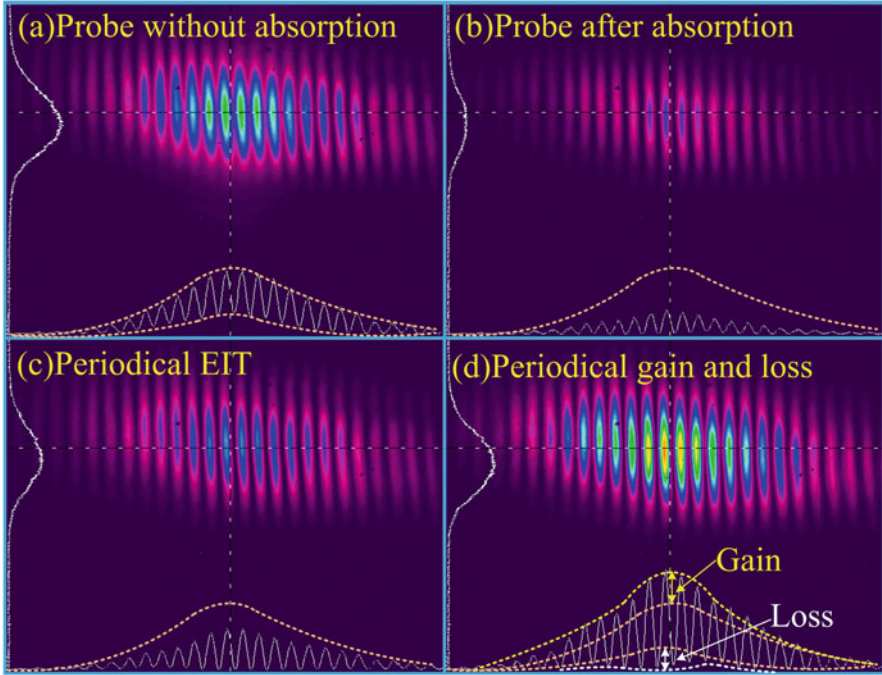 (a)Probe without absorption
(b)Probe after absorption
(c)Periodical EIT
(d)Periodical gain and loss
Gain
Loss